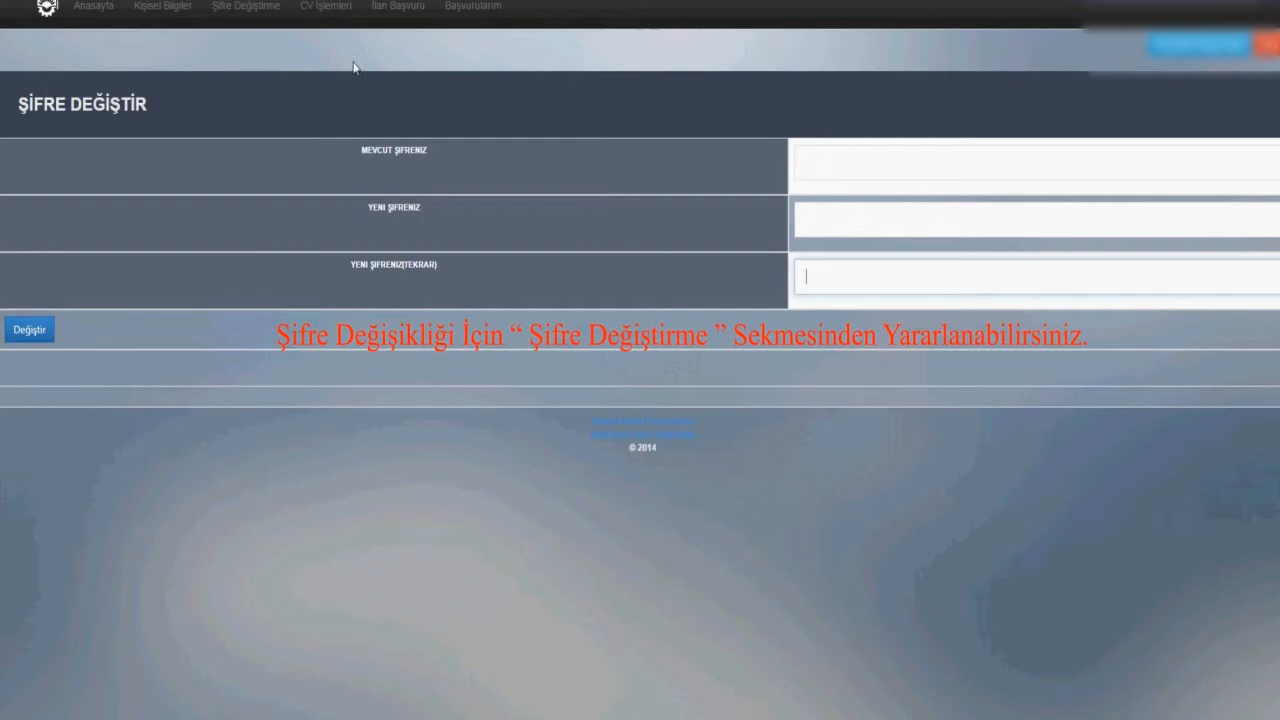 Anasayfa Kişisel Bilgiler Şifre Değiştirme CV İşlemleri İlan Başvuru Başvurularım
ŞİFRE DEĞİŞTİR
MEVCUT ŞIFRENIZ
YENI ŞIFRENIZ
YENI ŞIFRENIZ(TEKRAR)
Değiştir
Şifre Değişikliği İçin “ Şifre Değiştirme ” Sekmesinden Yararlanabilirsiniz.
© 2014